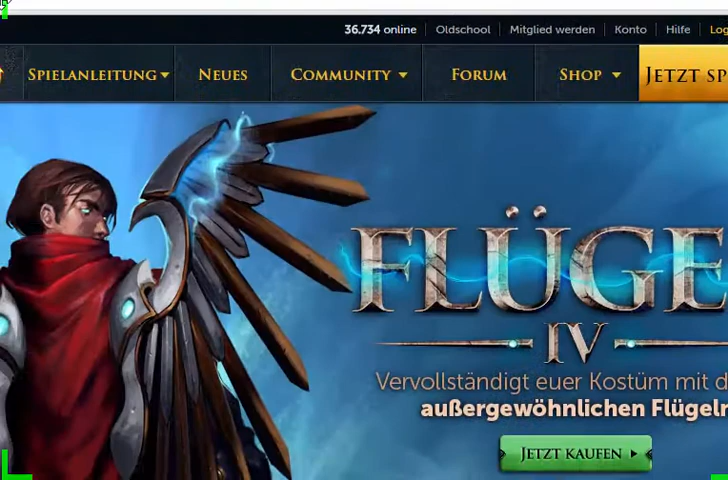 36.734 online Oldschool Mitglied werden Konto Hilfe
SPIELANLEITUNG NEUES COMMUNITY FORUM SHOP JETZT SP
FLÜGE
IV
Vervollständigt euer Kostüm mit d
außergewöhnlichen Flügel
JETZT KAUFEN